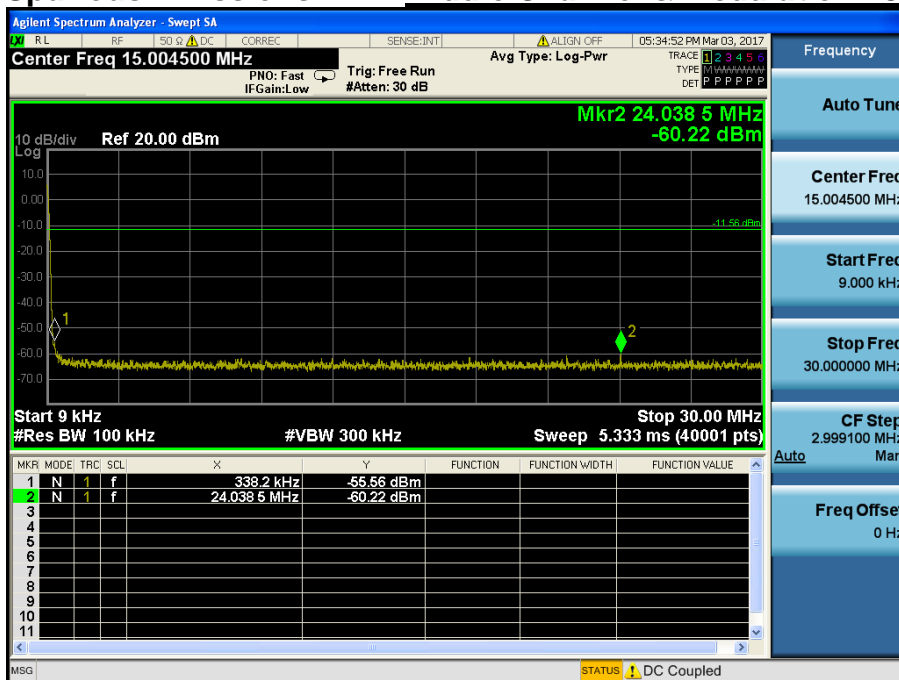 Agilent Spectrum Analyzer - Swept SA
LXI RL RF 50 Ω DC CORREC SENSE:INT ALIGN OFF 05:34:52 PM Mar 03, 2017
Center Freq 15.004500 MHz
PNO: Fast
IFGain:Low
Trig: Free Run
#Atten: 30 dB
Avg Type: Log-Pwr
TRACE 1 2 3 4 5 6
TYPE M W W W W W
DET P P P P P P
Mkr2 24.038 5 MHz
-60.22 dBm
10 dB/div Ref 20.00 dBm
Log
10.0
0.00
-10.0
-11.56 dBm
-20.0
-30.0
-40.0
-50.0
-60.0
-70.0
1
2
Start 9 kHz Stop 30.00 MHz
#Res BW 100 kHz #VBW 300 kHz Sweep 5.333 ms (40001 pts)
MKR MODE TRC SCL X Y FUNCTION FUNCTION WIDTH FUNCTION VALUE
1 N 1 f 338.2 kHz -55.56 dBm
2 N 1 f 24.038 5 MHz -60.22 dBm
3
4
5
6
7
8
9
10
11
MSG STATUS DC Coupled
Frequency
Auto Tune
Center Freq
15.004500 MHz
Start Freq
9.000 kHz
Stop Freq
30.000000 MHz
CF Step
2.999100 MHz
Auto Man
Freq Offset
0 Hz